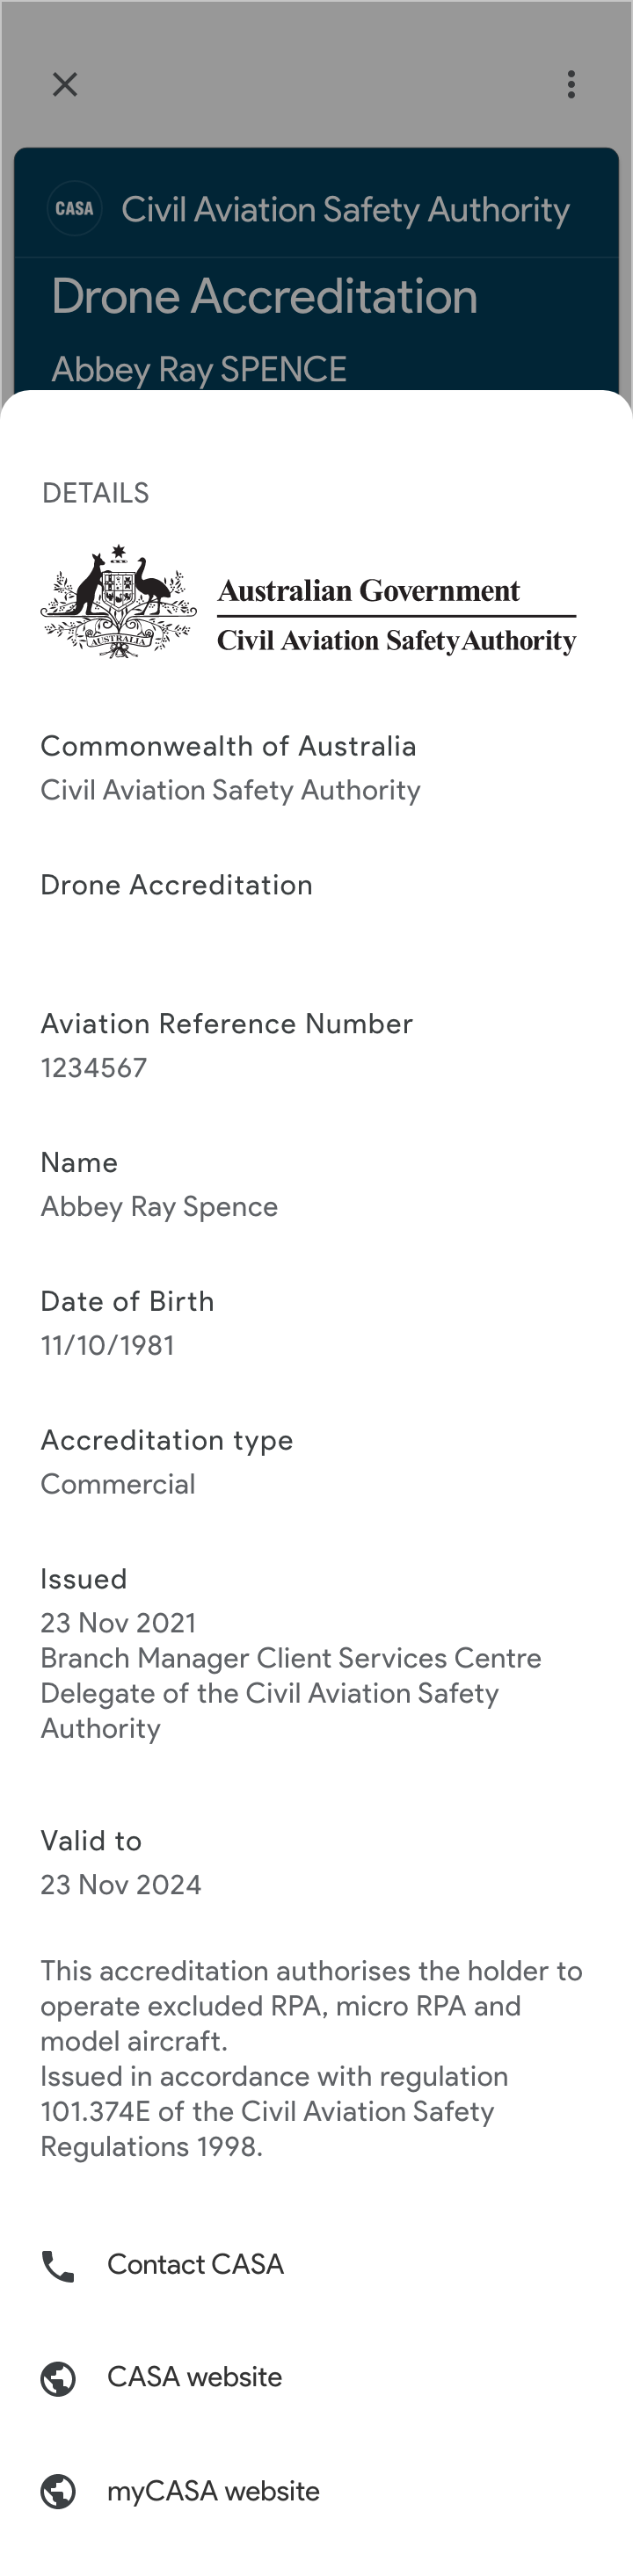 CASA
Civil Aviation Safety Authority
Drone Accreditation
Abbey Ray SPENCE
DETAILS
AUSTRALIA
Australian Government
Civil Aviation Safety Authority
Commonwealth of Australia
Civil Aviation Safety Authority
Drone Accreditation
Aviation Reference Number
1234567
Name
Abbey Ray Spence
Date of Birth
11/10/1981
Accreditation type
Commercial
Issued
23 Nov 2021
Branch Manager Client Services Centre
Delegate of the Civil Aviation Safety
Authority
Valid to
23 Nov 2024
This accreditation authorises the holder to
operate excluded RPA, micro RPA and
model aircraft.
Issued in accordance with regulation
101.374E of the Civil Aviation Safety
Regulations 1998.
Contact CASA
CASA website
myCASA website